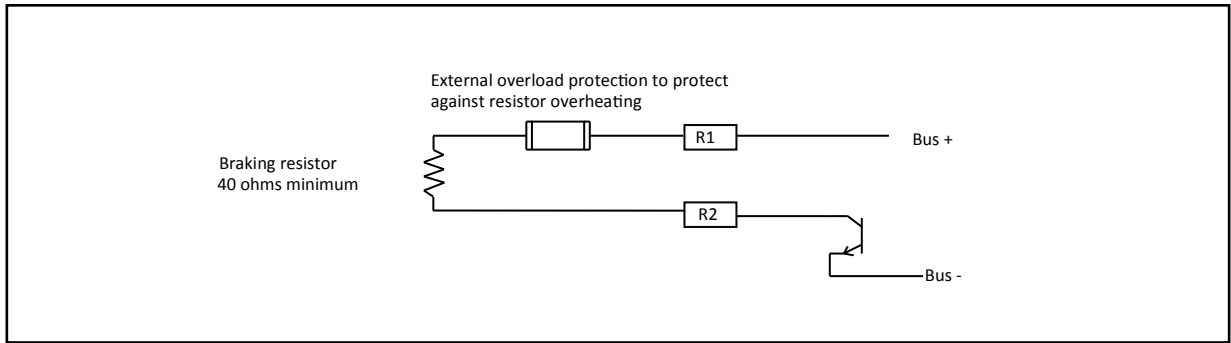 External overload protection to protect
against resistor overheating
R1
Bus +
Braking resistor
40 ohms minimum
R2
Bus -